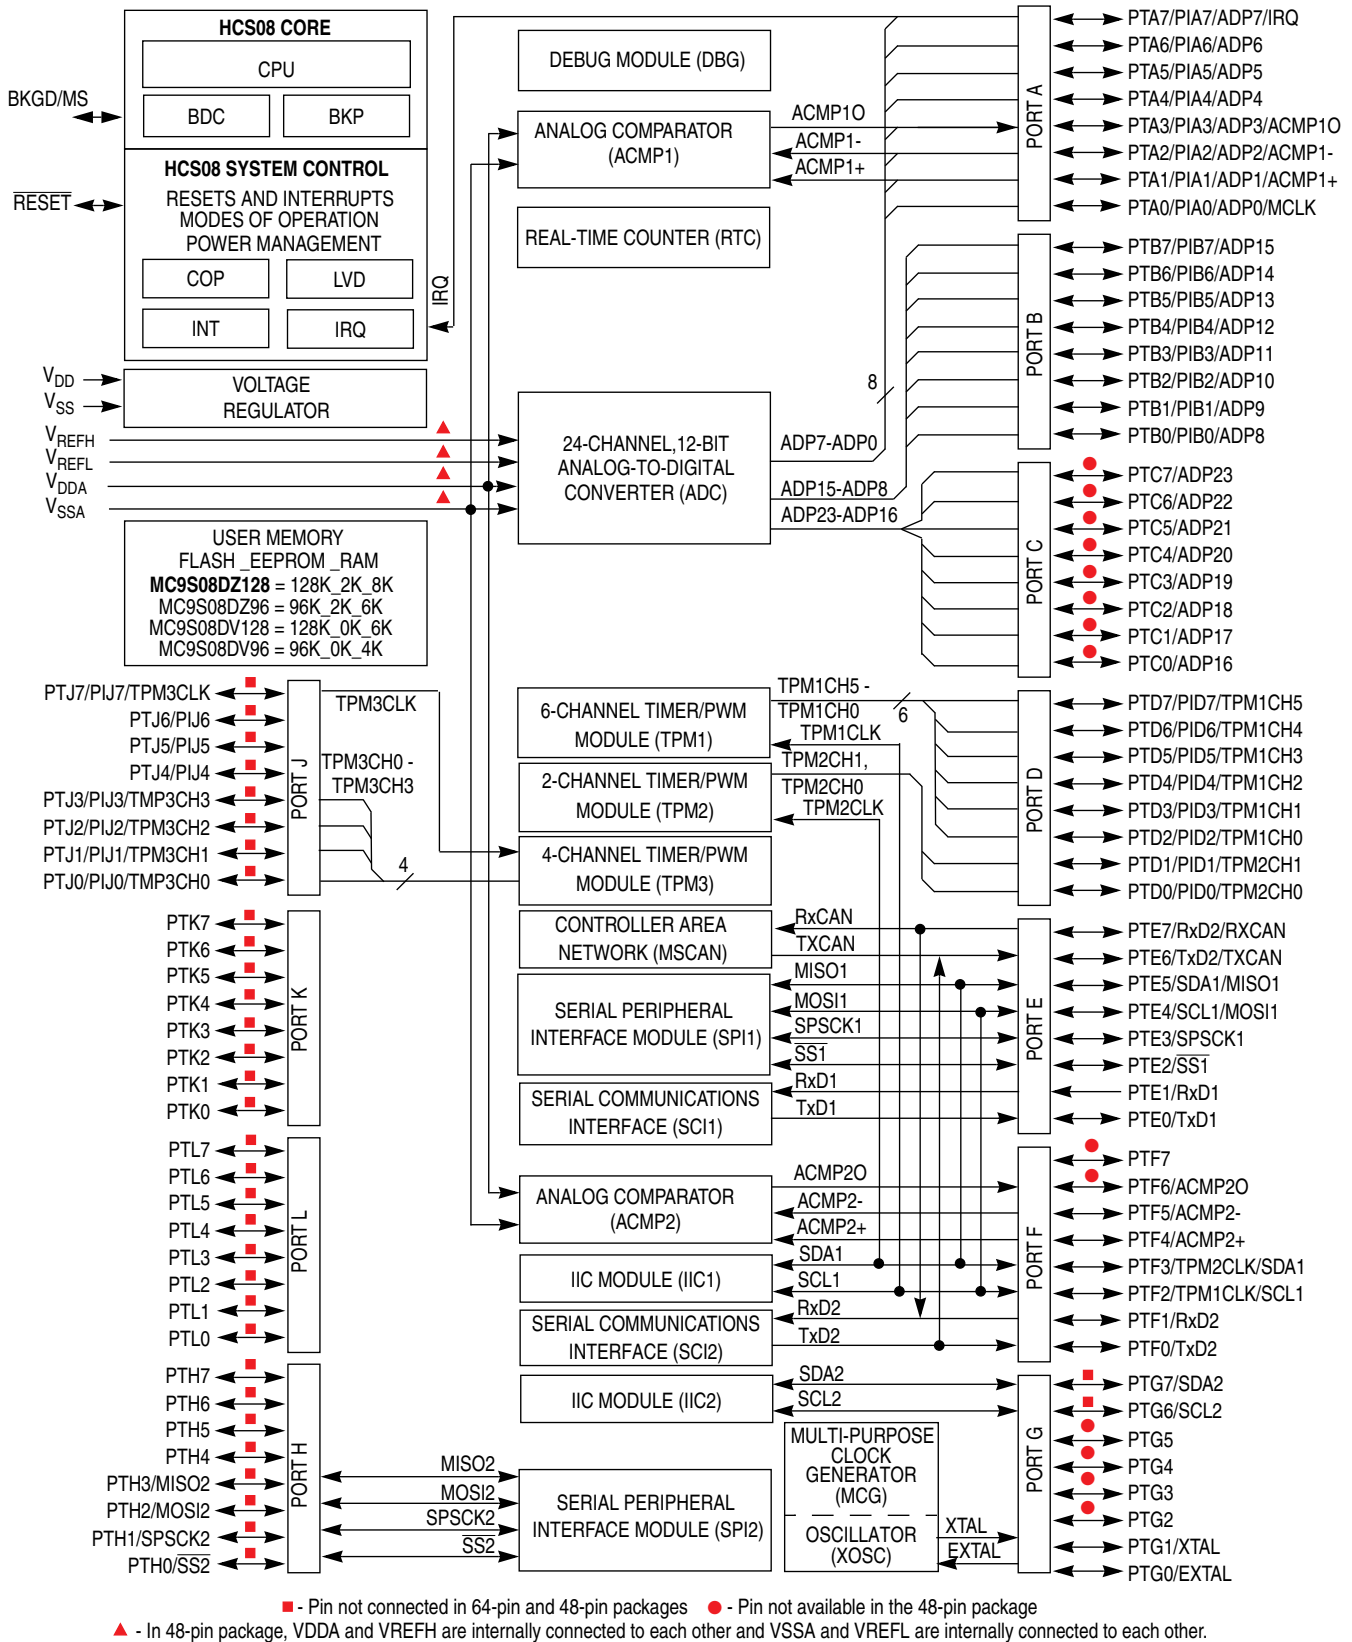 HCS08 CORE
CPU
BDC
BKP
BKGD/MS
HCS08 SYSTEM CONTROL
RESETS AND INTERRUPTS
MODES OF OPERATION
POWER MANAGEMENT
COP
LVD
INT
IRQ
RESET
IRQ
VDD
VSS
VOLTAGE
REGULATOR
VREFH
VREFL
VDDA
VSSA
USER MEMORY
FLASH _EEPROM _RAM
MC9S08DZ128 = 128K_2K_8K
MC9S08DZ96 = 96K_2K_6K
MC9S08DV128 = 128K_0K_6K
MC9S08DV96 = 96K_0K_4K
DEBUG MODULE (DBG)
ANALOG COMPARATOR
(ACMP1)
ACMP1O
ACMP1-
ACMP1+
REAL-TIME COUNTER (RTC)
24-CHANNEL,12-BIT
ANALOG-TO-DIGITAL
CONVERTER (ADC)
8
ADP7-ADP0
ADP15-ADP8
ADP23-ADP16
PORT A
PTA7/PIA7/ADP7/IRQ
PTA6/PIA6/ADP6
PTA5/PIA5/ADP5
PTA4/PIA4/ADP4
PTA3/PIA3/ADP3/ACMP1O
PTA2/PIA2/ADP2/ACMP1-
PTA1/PIA1/ADP1/ACMP1+
PTA0/PIA0/ADP0/MCLK
PORT B
PTB7/PIB7/ADP15
PTB6/PIB6/ADP14
PTB5/PIB5/ADP13
PTB4/PIB4/ADP12
PTB3/PIB3/ADP11
PTB2/PIB2/ADP10
PTB1/PIB1/ADP9
PTB0/PIB0/ADP8
PORT C
PTC7/ADP23
PTC6/ADP22
PTC5/ADP21
PTC4/ADP20
PTC3/ADP19
PTC2/ADP18
PTC1/ADP17
PTC0/ADP16
PTJ7/PIJ7/TPM3CLK
PTJ6/PIJ6
PTJ5/PIJ5
PTJ4/PIJ4
PTJ3/PIJ3/TMP3CH3
PTJ2/PIJ2/TPM3CH2
PTJ1/PIJ1/TPM3CH1
PTJ0/PIJ0/TMP3CH0
PORT J
TPM3CLK
TPM3CH0 -
TPM3CH3
4
6-CHANNEL TIMER/PWM
MODULE (TPM1)
TPM1CH5 -
TPM1CH0
6
TPM1CLK
2-CHANNEL TIMER/PWM
MODULE (TPM2)
TPM2CH1,
TPM2CH0
TPM2CLK
4-CHANNEL TIMER/PWM
MODULE (TPM3)
PORT D
PTD7/PID7/TPM1CH5
PTD6/PID6/TPM1CH4
PTD5/PID5/TPM1CH3
PTD4/PID4/TPM1CH2
PTD3/PID3/TPM1CH1
PTD2/PID2/TPM1CH0
PTD1/PID1/TPM2CH1
PTD0/PID0/TPM2CH0
PTK7
PTK6
PTK5
PTK4
PTK3
PTK2
PTK1
PTK0
PORT K
CONTROLLER AREA
NETWORK (MSCAN)
RxCAN
TXCAN
SERIAL PERIPHERAL
INTERFACE MODULE (SPI1)
MISO1
MOSI1
SPSCK1
SS1
SERIAL COMMUNICATIONS
INTERFACE (SCI1)
RxD1
TxD1
PORT E
PTE7/RxD2/RXCAN
PTE6/TxD2/TXCAN
PTE5/SDA1/MISO1
PTE4/SCL1/MOSI1
PTE3/SPSCK1
PTE2/SS1
PTE1/RxD1
PTE0/TxD1
PTL7
PTL6
PTL5
PTL4
PTL3
PTL2
PTL1
PTL0
PORT L
ANALOG COMPARATOR
(ACMP2)
ACMP2O
ACMP2-
ACMP2+
IIC MODULE (IIC1)
SDA1
SCL1
SERIAL COMMUNICATIONS
INTERFACE (SCI2)
RxD2
TxD2
PORT F
PTF7
PTF6/ACMP2O
PTF5/ACMP2-
PTF4/ACMP2+
PTF3/TPM2CLK/SDA1
PTF2/TPM1CLK/SCL1
PTF1/RxD2
PTF0/TxD2
PTH7
PTH6
PTH5
PTH4
PTH3/MISO2
PTH2/MOSI2
PTH1/SPSCK2
PTH0/SS2
PORT H
MISO2
MOSI2
SPSCK2
SS2
IIC MODULE (IIC2)
SDA2
SCL2
SERIAL PERIPHERAL
INTERFACE MODULE (SPI2)
MULTI-PURPOSE
CLOCK
GENERATOR
(MCG)
OSCILLATOR
(XOSC)
XTAL
EXTAL
PORT G
PTG7/SDA2
PTG6/SCL2
PTG5
PTG4
PTG3
PTG2
PTG1/XTAL
PTG0/EXTAL
- Pin not connected in 64-pin and 48-pin packages
- Pin not available in the 48-pin package
- In 48-pin package, VDDA and VREFH are internally connected to each other and VSSA and VREFL are internally connected to each other.